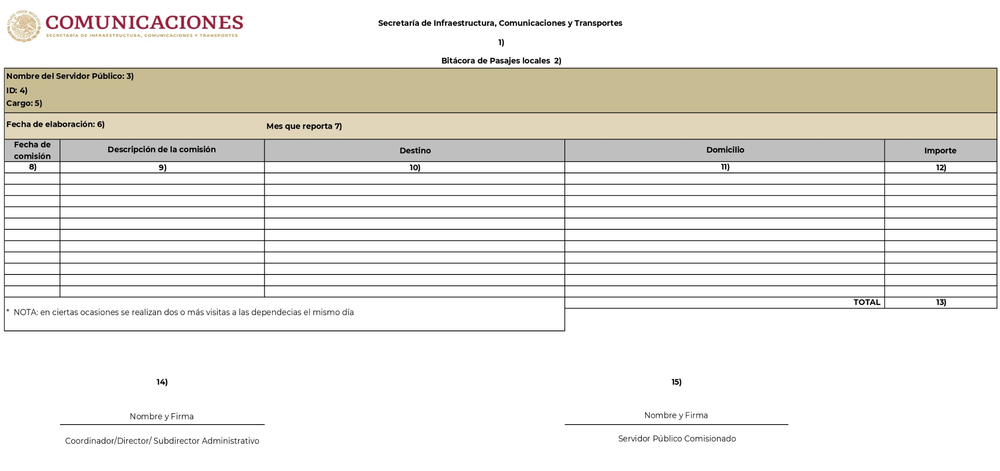 ESTADOS UNIDOS MEXICANOS
COMUNICACIONES
SECRETARÍA DE INFRAESTRUCTURA, COMUNICACIONES Y TRANSPORTES
Secretaría de Infraestructura, Comunicaciones y Transportes
1)
Bitácora de Pasajes locales 2)
Nombre del Servidor Público: 3)
ID: 4)
Cargo: 5)
Fecha de elaboración: 6)
Mes que reporta 7)
Fecha de
comisión
Descripción de la comisión
Destino
Domicilio
Importe
8)
9)
10)
11)
12)
TOTAL
13)
* NOTA: en ciertas ocasiones se realizan dos o más visitas a las dependecias el mismo día
14)
15)
Nombre y Firma
Nombre y Firma
Coordinador/Director/ Subdirector Administrativo
Servidor Público Comisionado